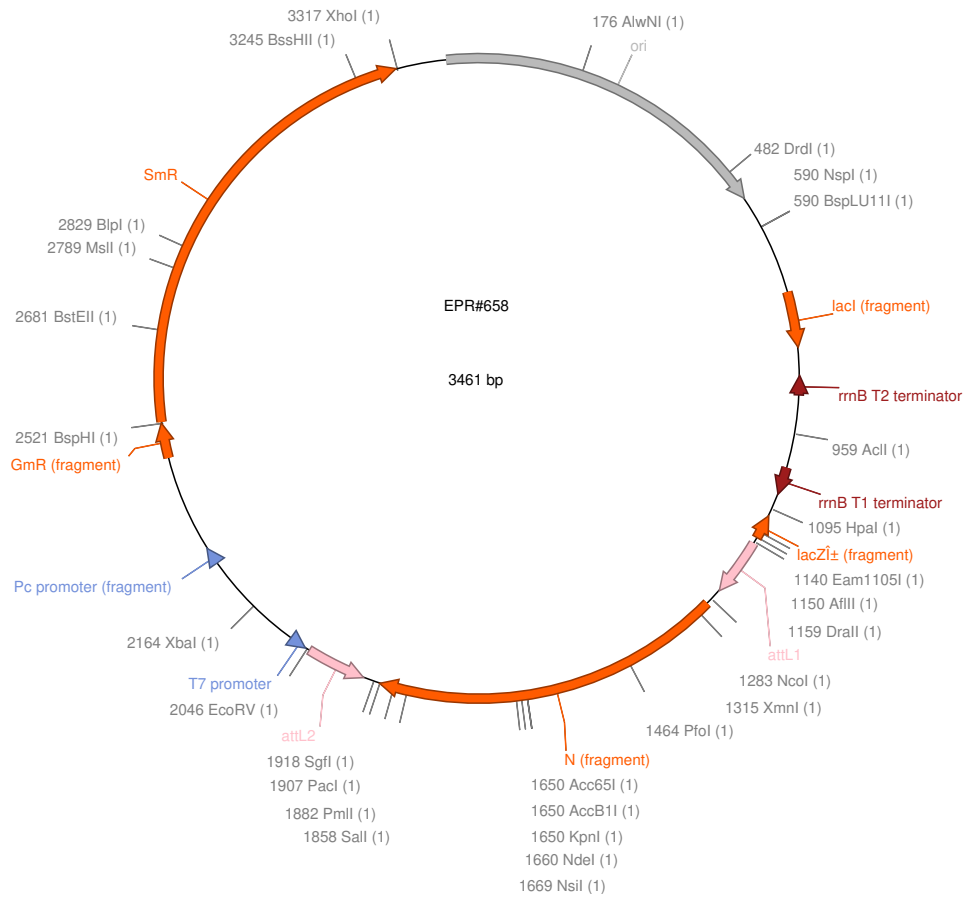 3317 XhoI (1)
3245 BssHII (1)
176 AlwNI (1)
ori
482 DrdI (1)
590 NspI (1)
590 BspLU11I (1)
SmR
2829 BlpI (1)
2789 MslI (1)
2681 BstEII (1)
EPR#658
3461 bp
lacI (fragment)
rrnB T2 terminator
2521 BspHI (1)
GmR (fragment)
959 AclI (1)
rrnB T1 terminator
1095 HpaI (1)
lacZÎ± (fragment)
1140 Eam1105I (1)
1150 AflII (1)
1159 DraII (1)
attL1
1283 NcoI (1)
1315 XmnI (1)
1464 PfoI (1)
Pc promoter (fragment)
2164 XbaI (1)
T7 promoter
2046 EcoRV (1)
attL2
1918 SgfI (1)
1907 PacI (1)
1882 PmlI (1)
1858 SalI (1)
N (fragment)
1650 Acc65I (1)
1650 AccB1I (1)
1650 KpnI (1)
1660 NdeI (1)
1669 NsiI (1)